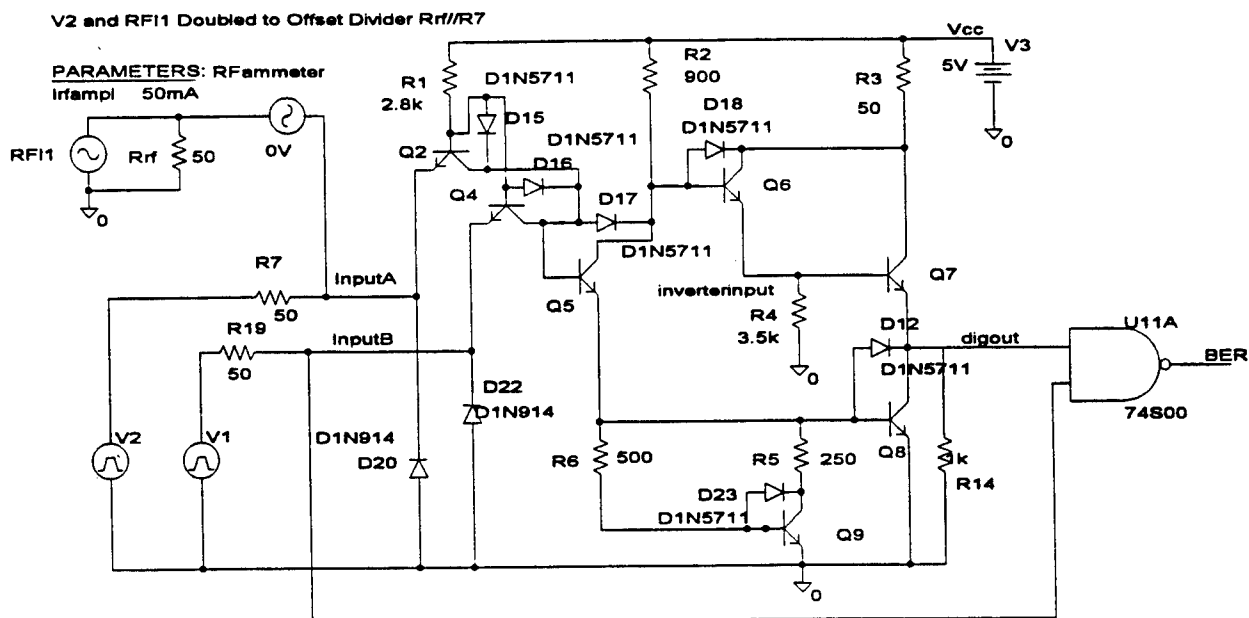 V2 and RFI1 Doubled to Offset Divider Rrf//R7
PARAMETERS: RFammeter
Irfampl 50mA
RFI1
Rrf
50
0V
0
R1
2.8k
D1N5711
D15
D1N5711
R2
900
D18
D1N5711
R3
50
Vcc
5V
V3
0
Q2
D16
Q4
D17
D1N5711
Q6
Q5
Q7
R7
50
InputA
R19
50
InputB
inverterinput
R4
3.5k
0
D12
D1N5711
digout
U11A
BER
74S00
D22
D1N914
V2
V1
D1N914
D20
R6
500
R5
250
Q8
1k
R14
D23
D1N5711
Q9
0